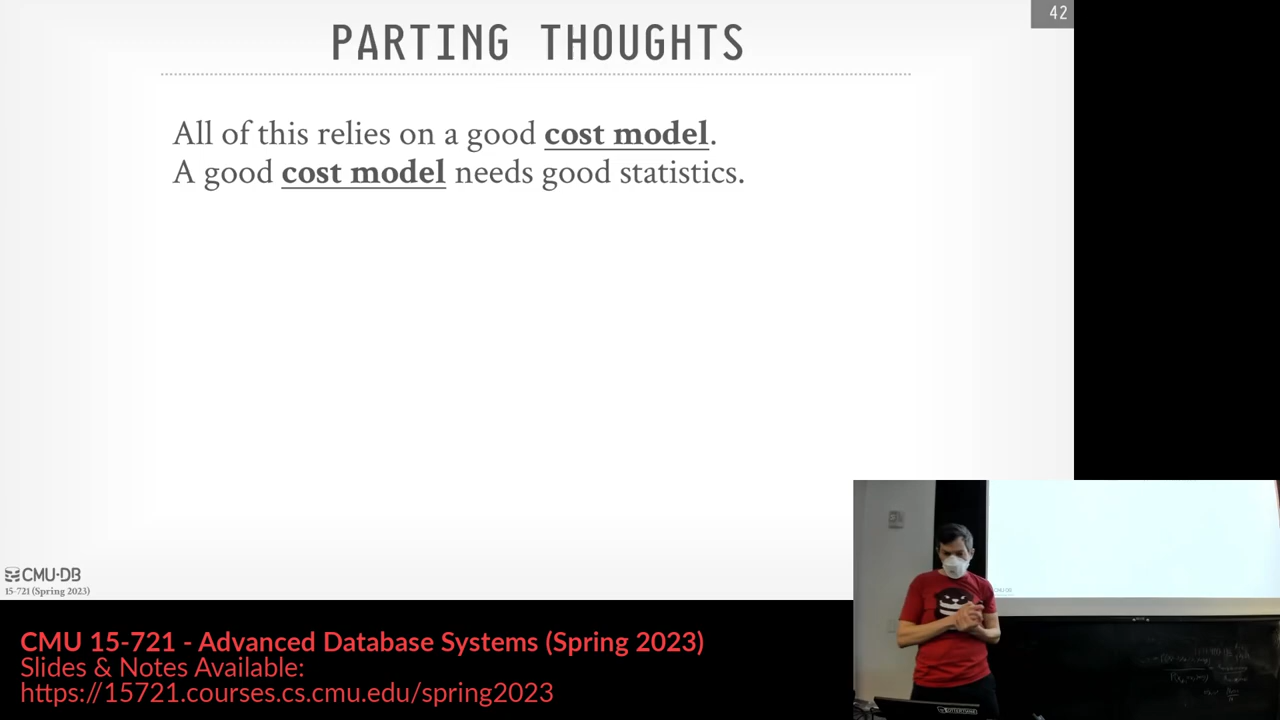 42
PARTING THOUGHTS
All of this relies on a good cost model.
A good cost model needs good statistics.
CMU·DB
15-721 (Spring 2023)
CMU 15-721 - Advanced Database Systems (Spring 2023)
Slides & Notes Available:
https://15721.courses.cs.cmu.edu/spring2023